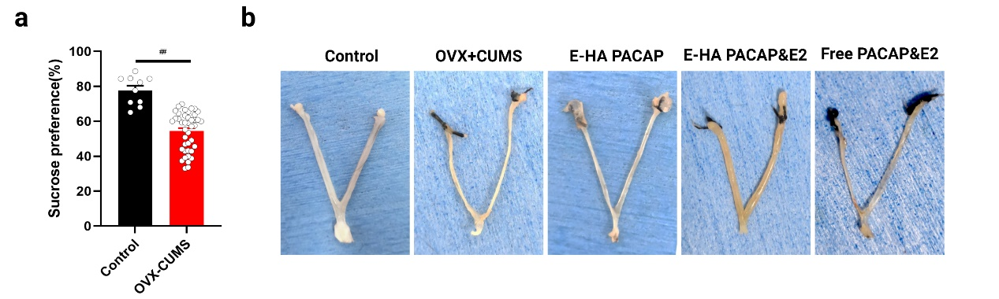 a
b
Sucrose preference(%)
100
80
60
40
20
0
##
Control
OVX-CUMS
Control
OVX+CUMS
E-HA PACAP
E-HA PACAP&E2
Free PACAP&E2